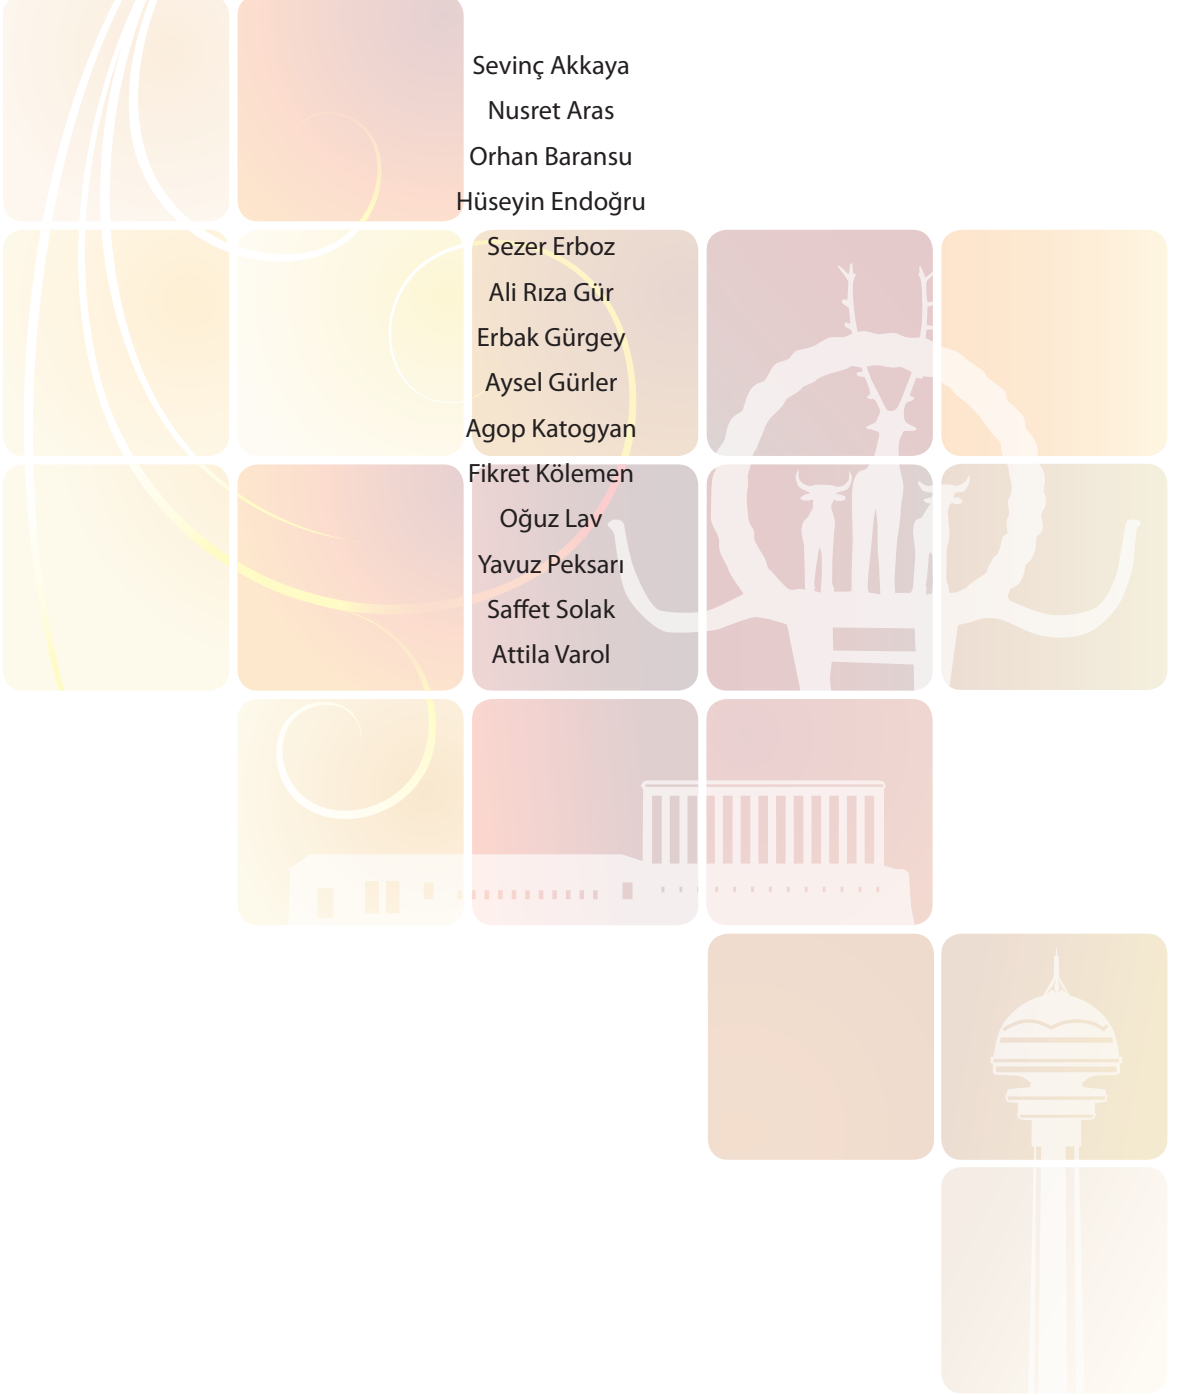 Sevinç Akkaya
Nusret Aras
Orhan Baransu
Hüseyin Endoğru
Sezer Erboz
Ali Rıza Gür
Erbak Gürgey
Aysel Gürler
Agop Katogyan
Fikret Kölemen
Oğuz Lav
Yavuz Peksarı
Saffet Solak
Attila Varol